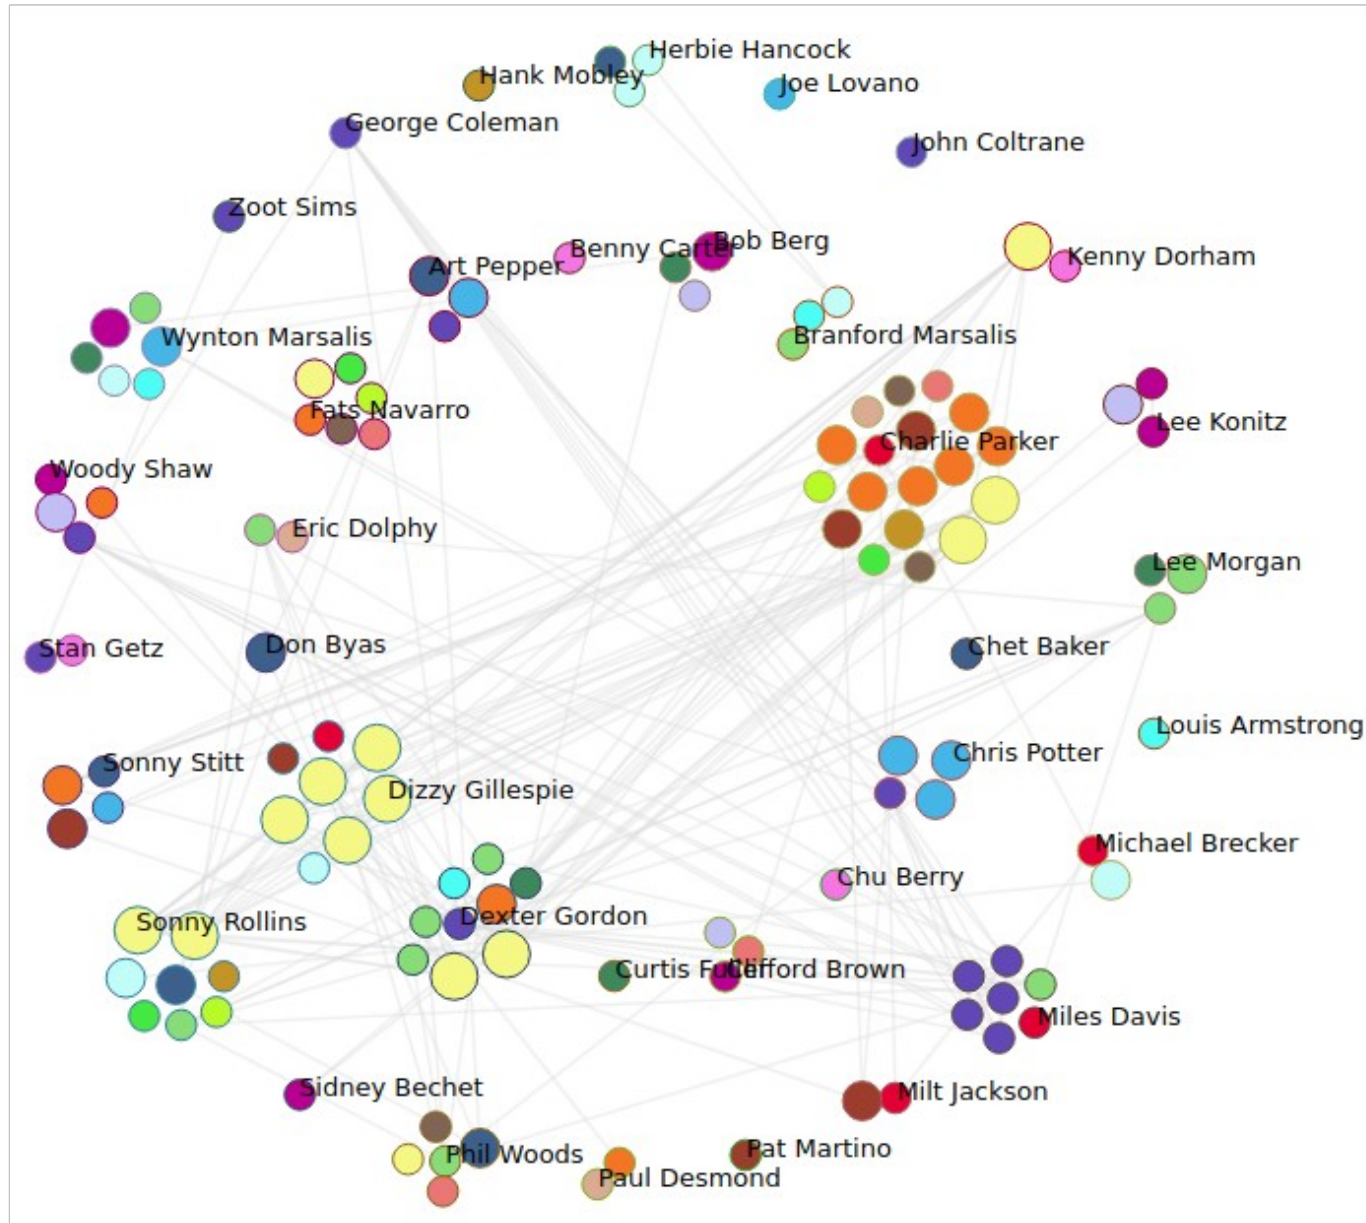 Herbie Hancock
Hank Mobley
Joe Lovano
George Coleman
John Coltrane
Zoot Sims
Bob Berg
Benny Carter
Kenny Dorham
Art Pepper
Wynton Marsalis
Branford Marsalis
Fats Navarro
Lee Konitz
Charlie Parker
Woody Shaw
Eric Dolphy
Lee Morgan
Stan Getz
Don Byas
Chet Baker
Louis Armstrong
Sonny Stitt
Chris Potter
Dizzy Gillespie
Michael Brecker
Chu Berry
Sonny Rollins
Dexter Gordon
Curtis Fuller
Clifford Brown
Miles Davis
Sidney Bechet
Milt Jackson
Phil Woods
Pat Martino
Paul Desmond